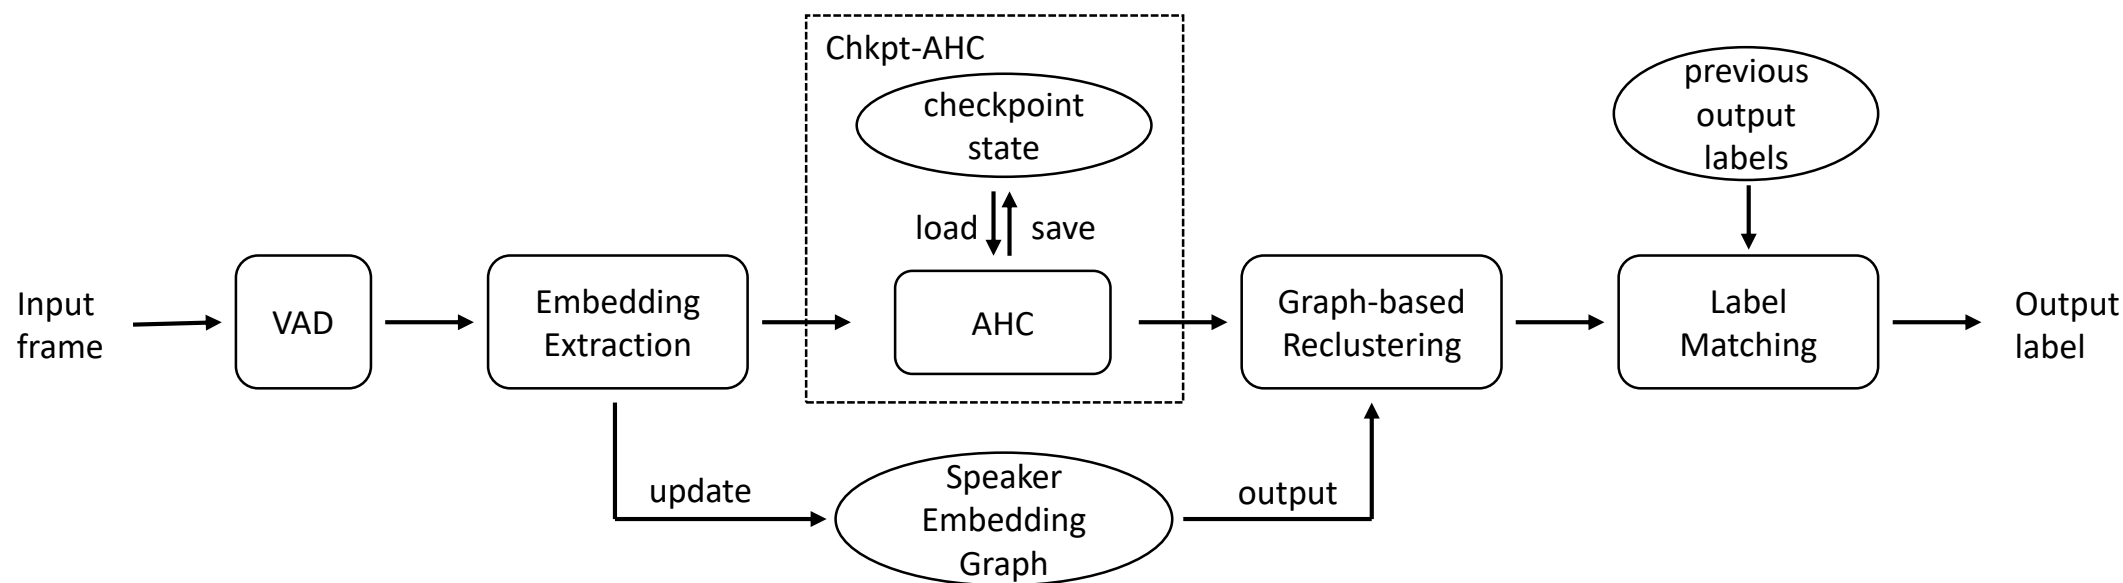 Chkpt-AHC
checkpoint
state
previous
output
labels
load
save
Input
frame
VAD
Embedding
Extraction
AHC
Graph-based
Reclustering
Label
Matching
Output
label
update
Speaker
Embedding
Graph
output